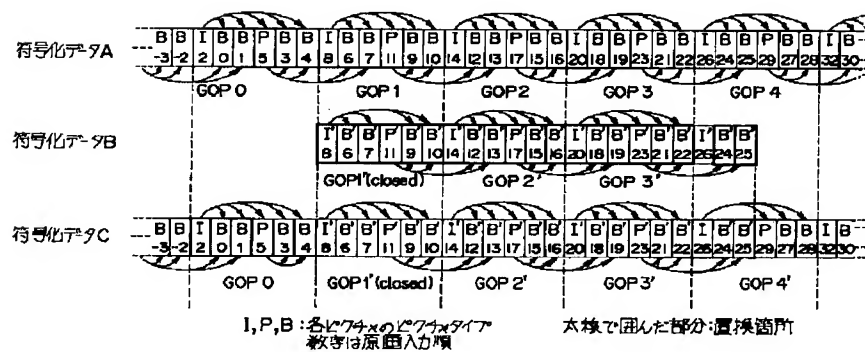 B B I B B P B B I B B P B B I B B P B B I B B P B B I B B P B B I B
符号化データA
-3 -2 2 0 1 5 3 4 8 6 7 11 9 10 14 12 13 17 15 16 20 18 19 23 21 22 26 24 25 29 27 28 32 30
GOP 0 GOP 1 GOP 2 GOP 3 GOP 4
I' B' B' P' B' B' I' B' B' P' B' B' I' B' B' P' B' B' I' B' B'
符号化データB
8 6 7 11 9 10 14 12 13 17 15 16 20 18 19 23 21 22 26 24 25
GOP1'(closed) GOP 2' GOP 3'
B B I B B P B B I' B' B' P' B' B' I' B' B' P' B' B' I' B' B' P' B' B' I' B' B' P B B I B
符号化データC
-3 -2 2 0 1 5 3 4 8 6 7 11 9 10 14 12 13 17 15 16 20 18 19 23 21 22 26 24 25 29 27 28 32 30
GOP 0 GOP1'(closed) GOP 2' GOP 3' GOP 4'
I,P,B:各ピクチャのピクチャタイプ 太線で囲んだ部分:置換箇所
数字は原画入力順